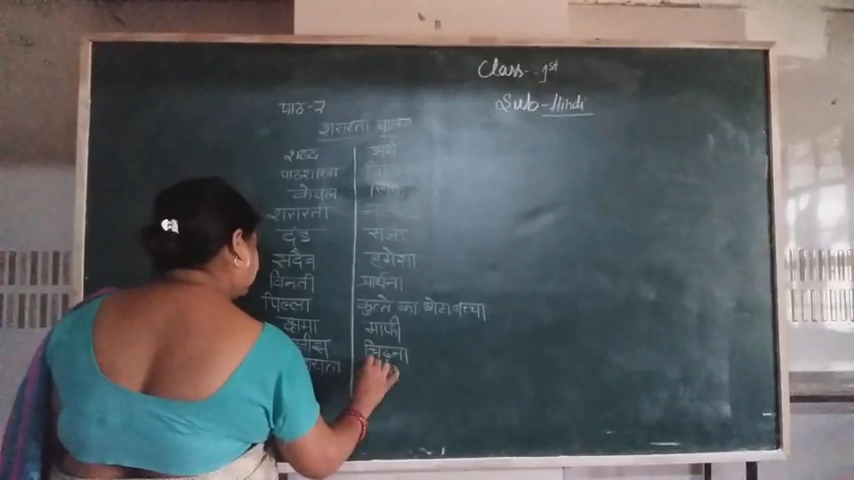 Class - 1st
Sub - Hindi
पाठ-7
शरारती बालक
शब्द अर्थ
पाठशाला
केवल सिर्फ
शरारती
दंड सजा
सदैव हमेशा
विनती प्रार्थना
पिल्ला कुत्ते का छोटा बच्चा
क्षमा माफी
चिढ़ना